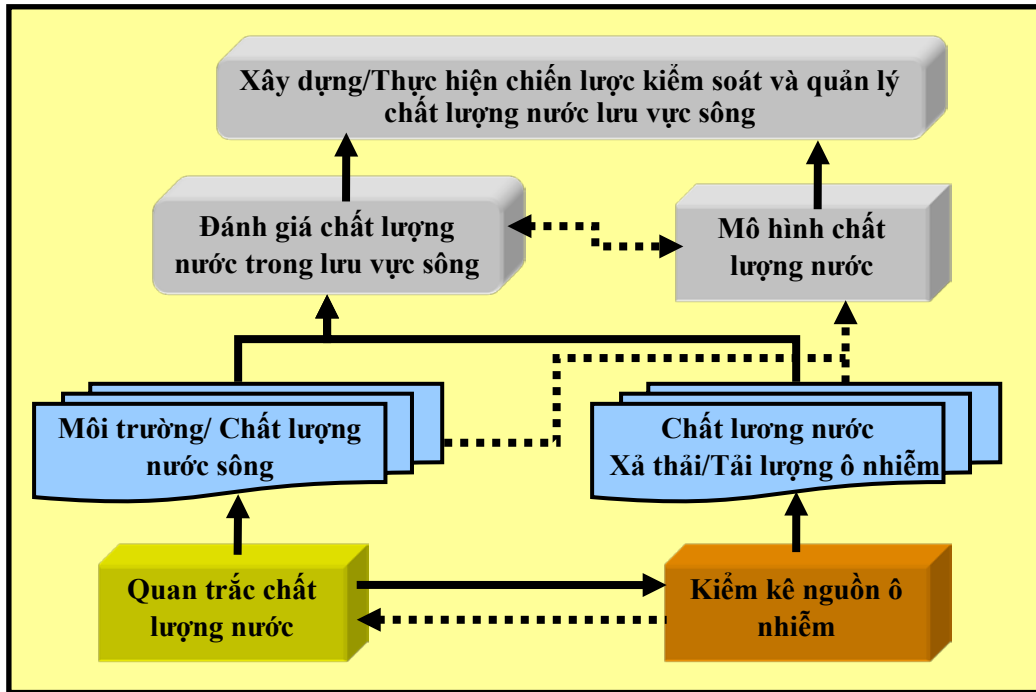 Xây dựng/Thực hiện chiến lược kiểm soát và quản lý
chất lượng nước lưu vực sông
Đánh giá chất lượng
nước trong lưu vực sông
Mô hình chất
lượng nước
Môi trường/ Chất lượng
nước sông
Chất lương nước
Xả thải/Tải lượng ô nhiễm
Quan trắc chất
lượng nước
Kiểm kê nguồn ô
nhiễm